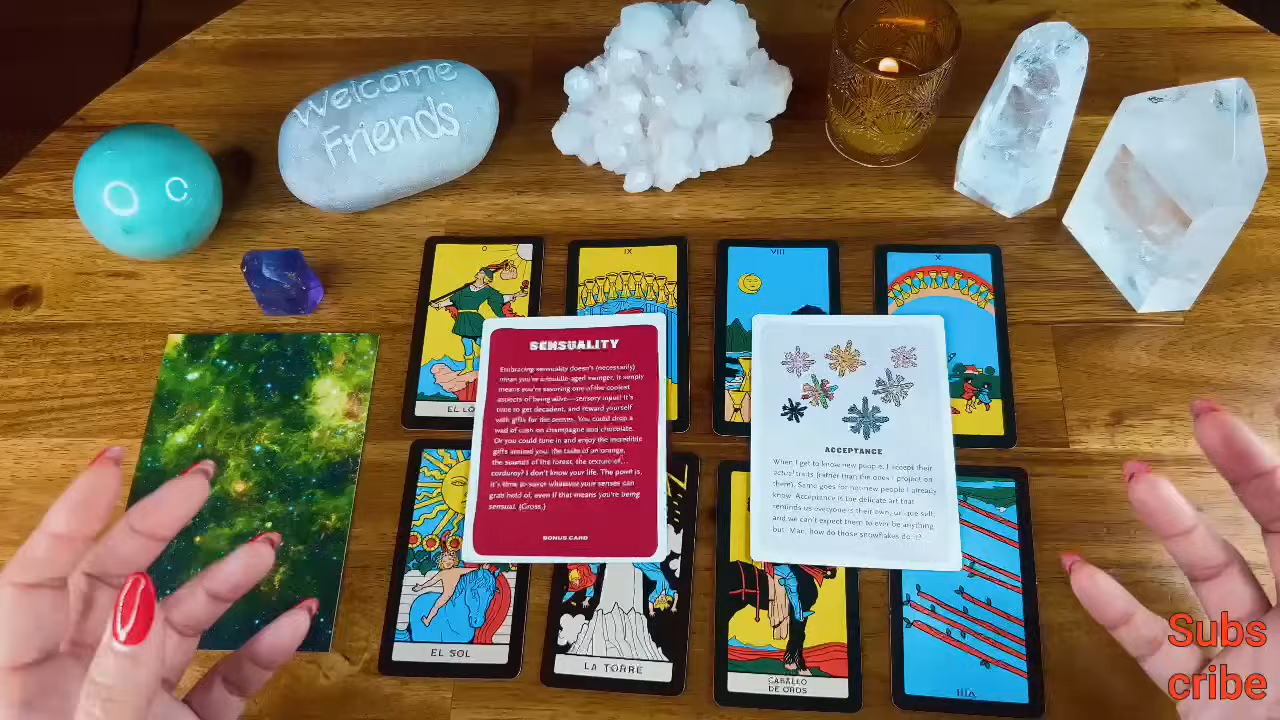 Welcome
Friends
O
IX
VIII
X
EL LO
SENSUALITY
Embracing sensuality doesn't (necessarily)
mean you're a middle-aged swinger. It simply
means you're savoring one of the coolest
aspects of being alive—sensory input! It's
time to get decadent, and reward yourself
with gifts for the senses. You could drop a
wad of cash on champagne and chocolate.
Or you could tune in and enjoy the incredible
gifts around you: the taste of an orange,
the sounds of the forest, the texture of...
corduroy? I don't know your life. The point is,
it's time to savor whatever your senses can
grab hold of, even if that means you're being
sensual. (Gross.)
BONUS CARD
ACCEPTANCE
When I get to know new people, I accept their
actual traits (rather than the ones I project on
them). Same goes for not-new people I already
know. Acceptance is the delicate art that
reminds us everyone is their own, unique self,
and we can't expect them to ever be anything
but. Man, how do those snowflakes do it?
EL SOL
LA TORRE
CABALLO
DE OROS
VIII
Subs
cribe